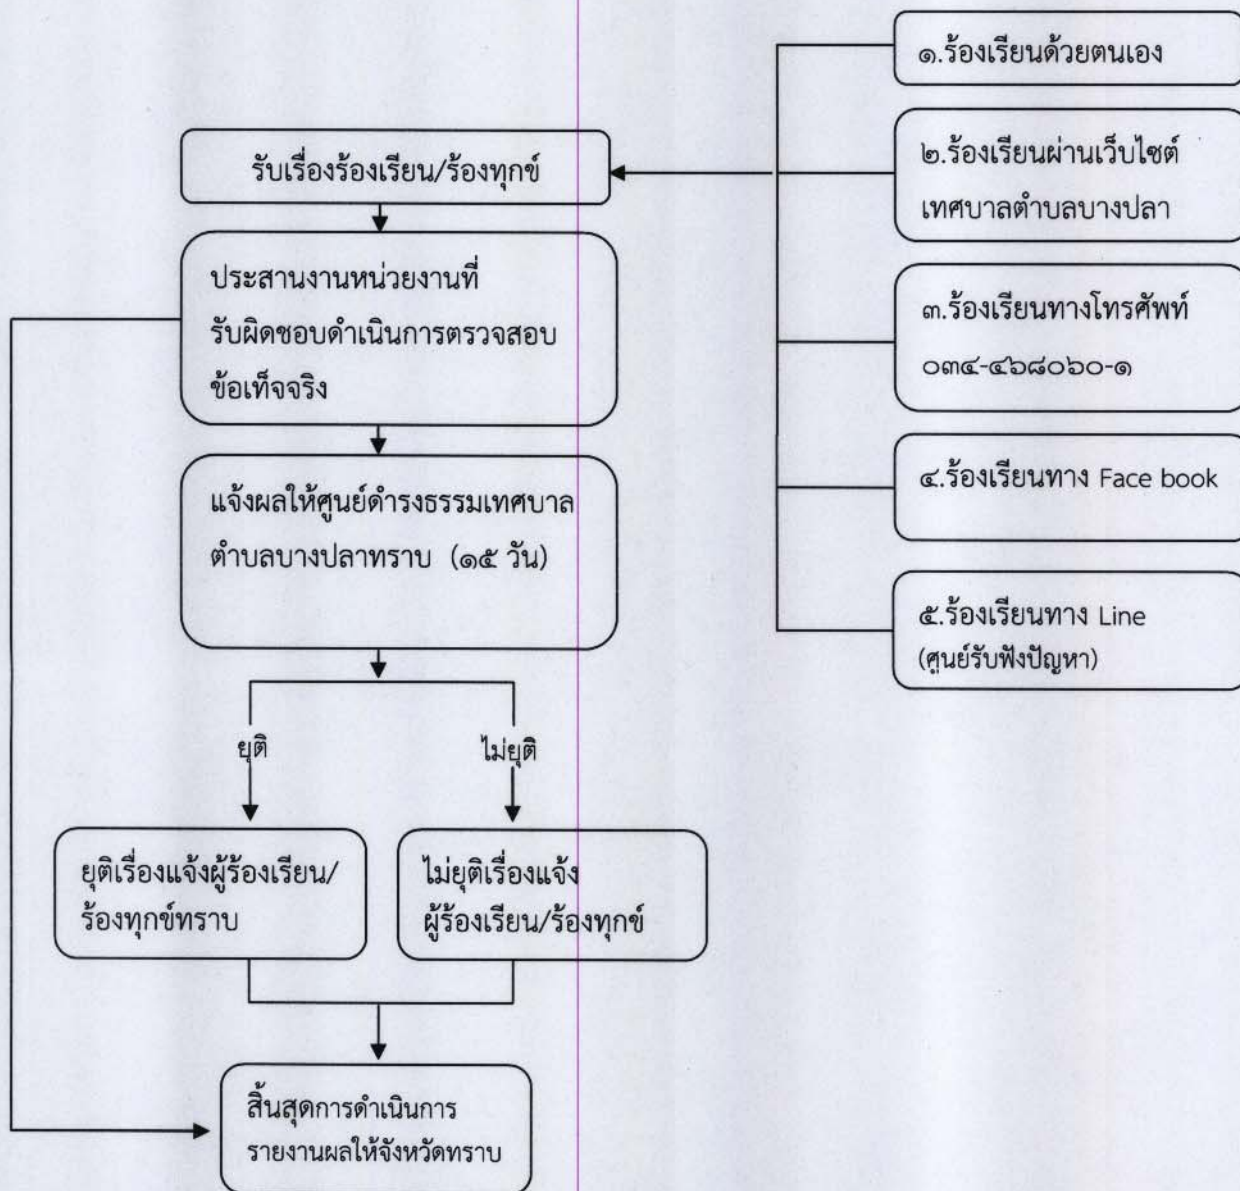 ๑.ร้องเรียนด้วยตนเอง
๒.ร้องเรียนผ่านเว็บไซต์
เทศบาลตำบลบางปลา
๓.ร้องเรียนทางโทรศัพท์
๐๓๔-๔๖๘๐๖๐-๑
๔.ร้องเรียนทาง Face book
๕.ร้องเรียนทาง Line
(ศูนย์รับฟังปัญหา)
รับเรื่องร้องเรียน/ร้องทุกข์
ประสานงานหน่วยงานที่
รับผิดชอบดำเนินการตรวจสอบ
ข้อเท็จจริง
แจ้งผลให้ศูนย์ดำรงธรรมเทศบาล
ตำบลบางปลาทราบ (๑๕ วัน)
ยุติ
ไม่ยุติ
ยุติเรื่องแจ้งผู้ร้องเรียน/
ร้องทุกข์ทราบ
ไม่ยุติเรื่องแจ้ง
ผู้ร้องเรียน/ร้องทุกข์
สิ้นสุดการดำเนินการ
รายงานผลให้จังหวัดทราบ